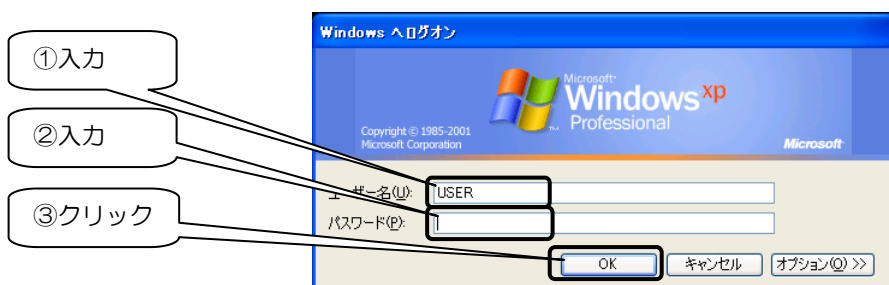 ①入力
②入力
③クリック
Windows へログオン
Microsoft
Windows xp
Professional
Copyright © 1985-2001
Microsoft Corporation
Microsoft
ユーザー名(U):
USER
パスワード(P):
OK
キャンセル
オプション(O) >>